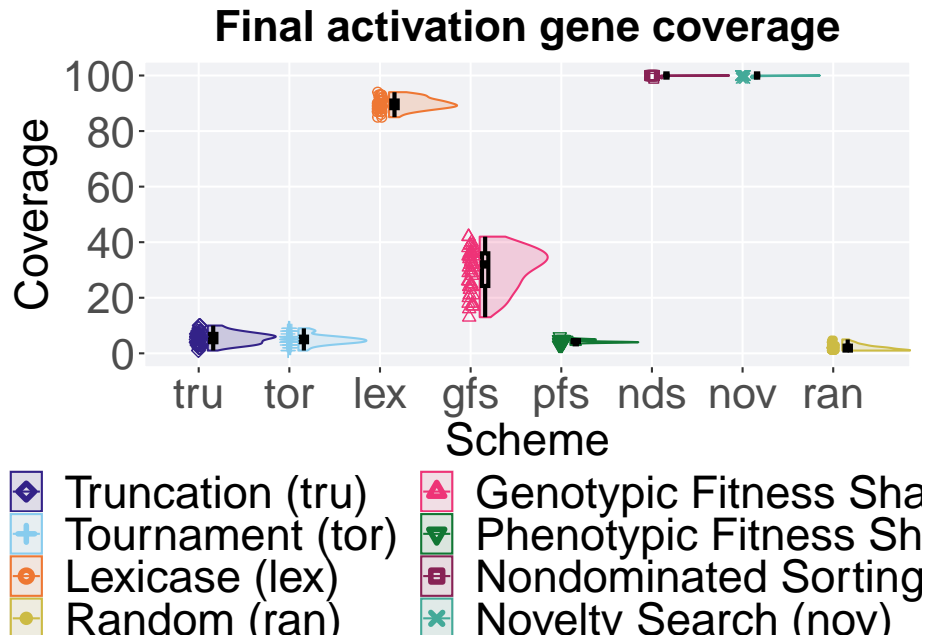 Final activation gene coverage
Coverage
100
80
60
40
20
0
tru tor lex gfs pfs nds nov ran
Scheme
Truncation (tru)
Tournament (tor)
Lexicase (lex)
Random (ran)
Genotypic Fitness Sha
Phenotypic Fitness Sh
Nondominated Sorting
Novelty Search (nov)